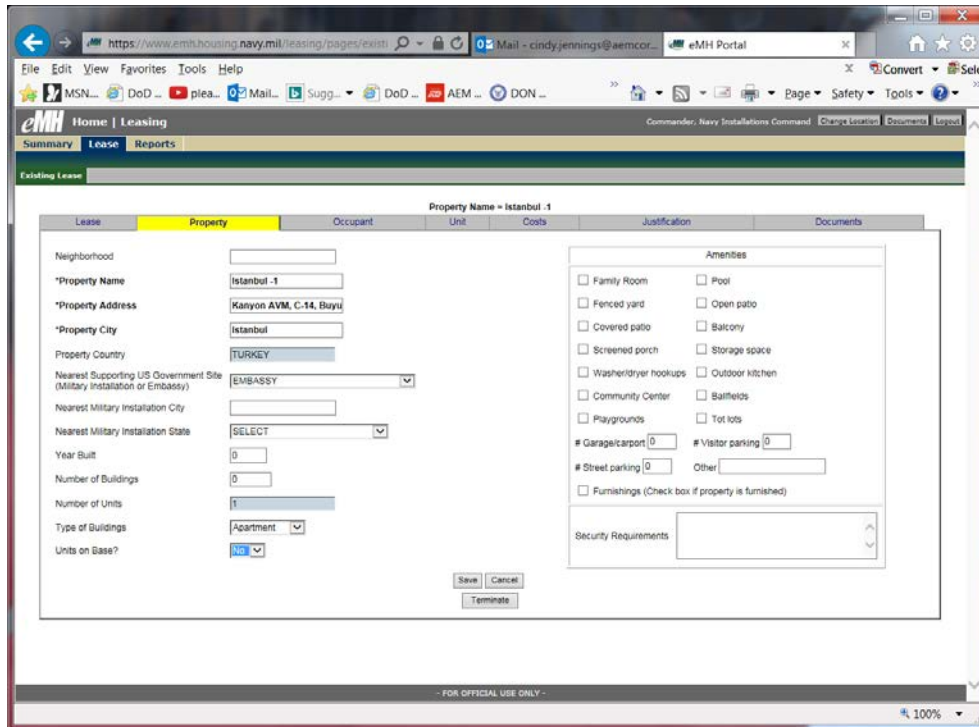 https://www.emh.housing.navy.mil/leasing/pages/existi
Mail - cindy.jennings@aemcor...
eMH Portal
File Edit View Favorites Tools Help
Convert
Sele
MSN... DoD ... plea... Mail... Sugg... DoD ... AEM ... DON ...
Page Safety Tools
eMH Home | Leasing
Commander, Navy Installations Command Change Location Documents Logout
Summary Lease Reports
Existing Lease
Property Name = Istanbul -1
Lease Property Occupant Unit Costs Justification Documents
Neighborhood
*Property Name Istanbul -1
*Property Address Kanyon AVM, C-14, Buyu
*Property City Istanbul
Property Country TURKEY
Nearest Supporting US Government Site
(Military Installation or Embassy) EMBASSY
Nearest Military Installation City
Nearest Military Installation State SELECT
Year Built 0
Number of Buildings 0
Number of Units 1
Type of Buildings Apartment
Units on Base? No
Amenities
Family Room Pool
Fenced yard Open patio
Covered patio Balcony
Screened porch Storage space
Washer/dryer hookups Outdoor kitchen
Community Center Ballfields
Playgrounds Tot lots
# Garage/carport 0 # Visitor parking 0
# Street parking 0 Other
Furnishings (Check box if property is furnished)
Security Requirements
Save Cancel
Terminate
- FOR OFFICIAL USE ONLY -
100%